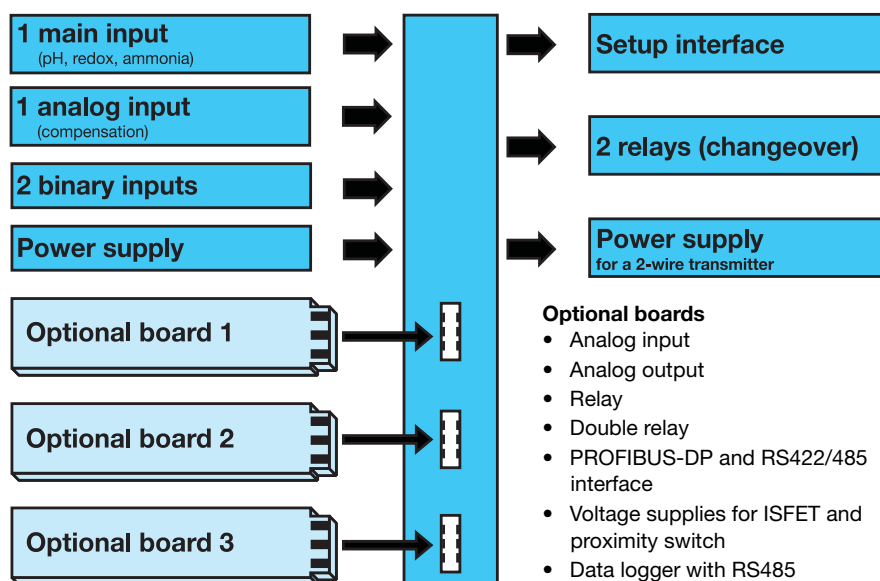 1 main input
(pH, redox, ammonia)
1 analog input
(compensation)
2 binary inputs
Power supply
Optional board 1
Optional board 2
Optional board 3
Setup interface
2 relays (changeover)
Power supply
for a 2-wire transmitter
Optional boards
• Analog input
• Analog output
• Relay
• Double relay
• PROFIBUS-DP and RS422/485
interface
• Voltage supplies for ISFET and
proximity switch
• Data logger with RS485